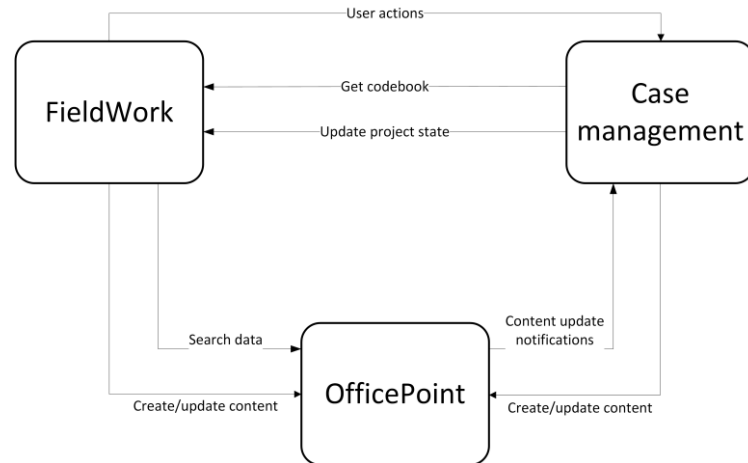 User actions
FieldWork
Case
management
Get codebook
Update project state
Search data
Content update
notifications
OfficePoint
Create/update content
Create/update content